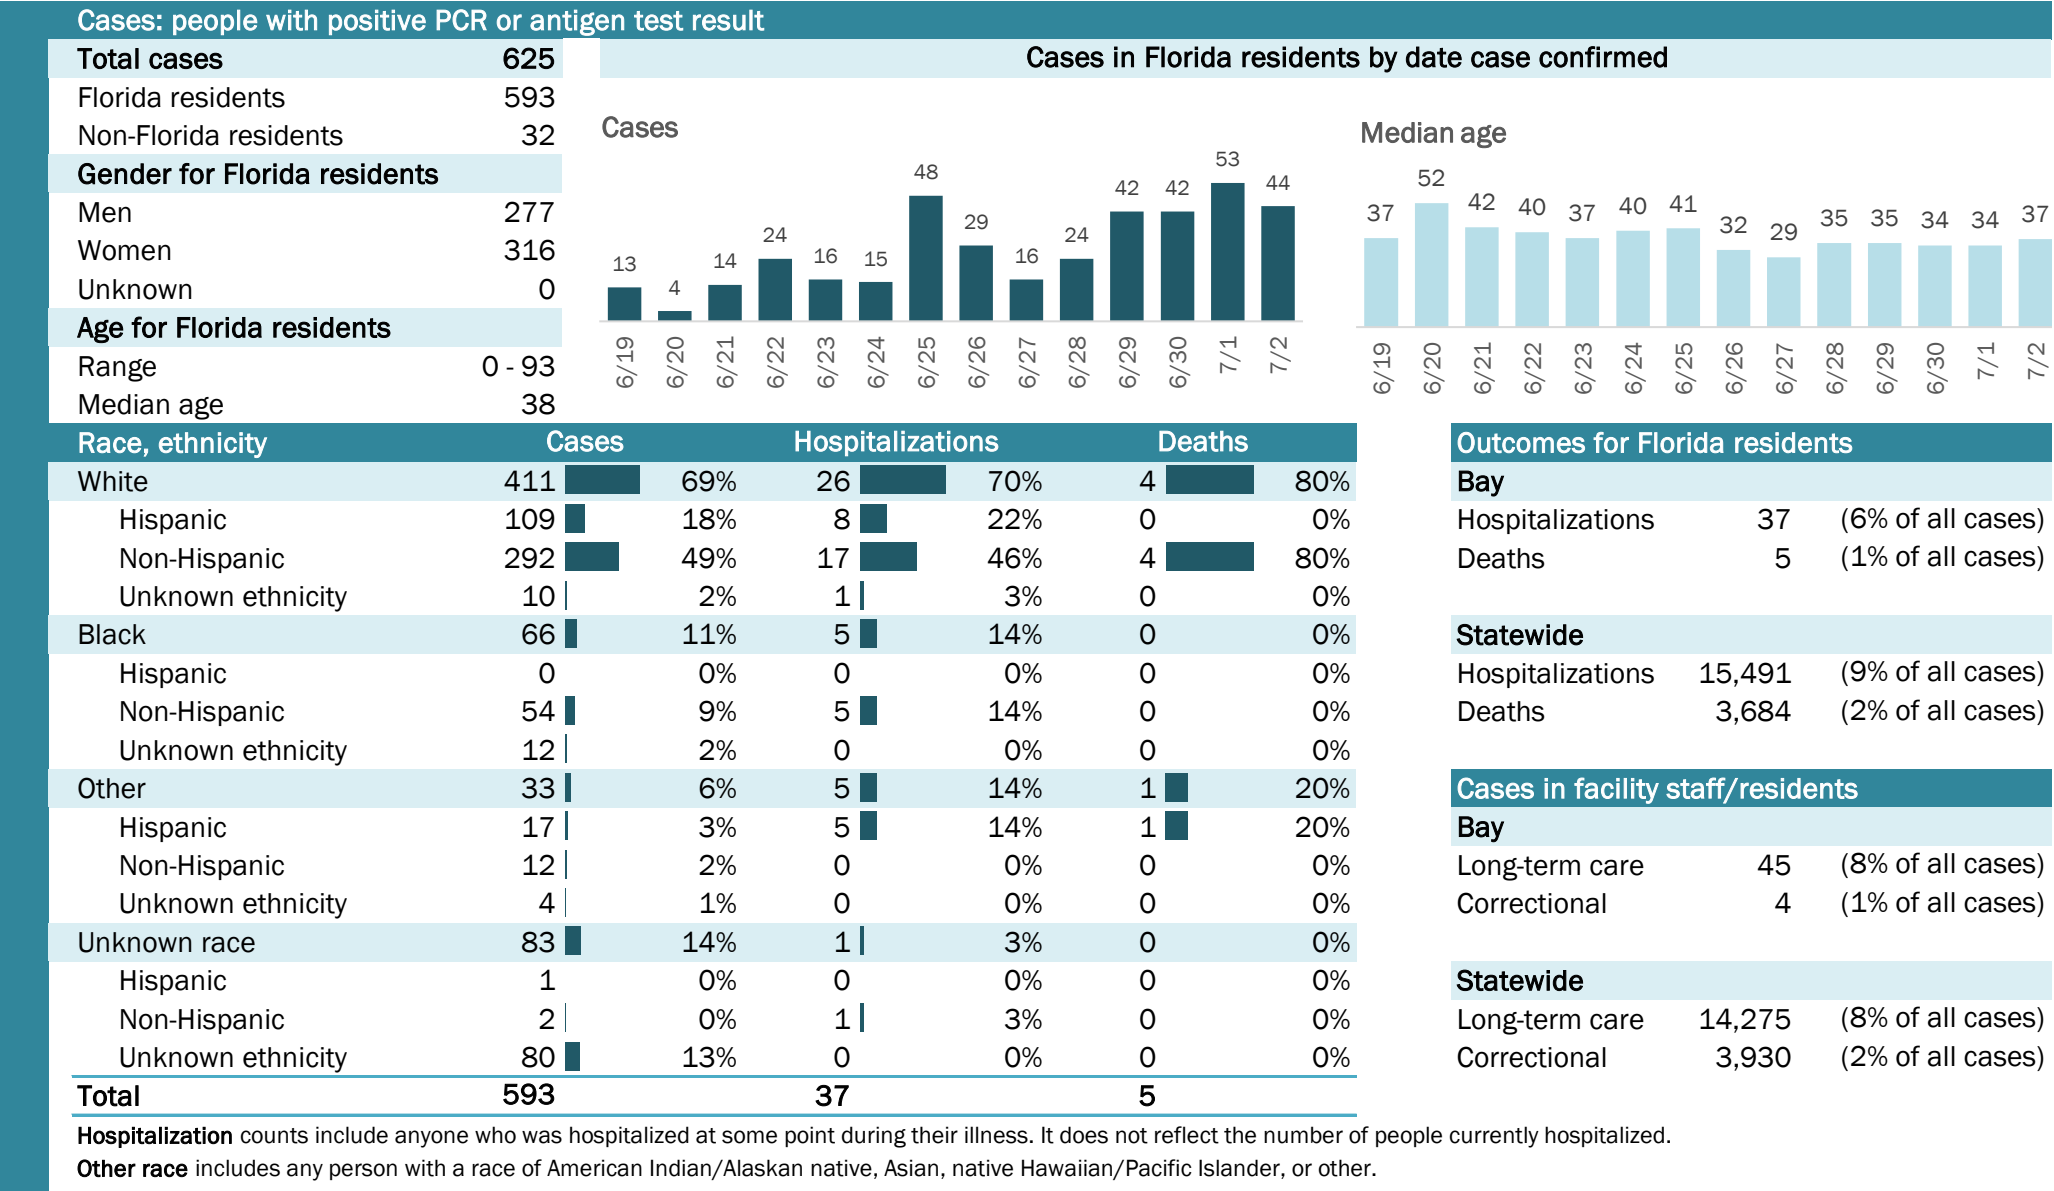 Cases: people with positive PCR or antigen test result
Total cases 625
Florida residents 593
Non-Florida residents 32
Gender for Florida residents
Men 277
Women 316
Unknown 0
Age for Florida residents
Range 0 - 93
Median age 38
Cases in Florida residents by date case confirmed
Cases
13 4 14 24 16 15 48 29 16 24 42 42 53 44
6/19 6/20 6/21 6/22 6/23 6/24 6/25 6/26 6/27 6/28 6/29 6/30 7/1 7/2
Median age
37 52 42 40 37 40 41 32 29 35 35 34 34 37
6/19 6/20 6/21 6/22 6/23 6/24 6/25 6/26 6/27 6/28 6/29 6/30 7/1 7/2
Race, ethnicity Cases Hospitalizations Deaths
White 411 69% 26 70% 4 80%
Hispanic 109 18% 8 22% 0 0%
Non-Hispanic 292 49% 17 46% 4 80%
Unknown ethnicity 10 2% 1 3% 0 0%
Black 66 11% 5 14% 0 0%
Hispanic 0 0% 0 0% 0 0%
Non-Hispanic 54 9% 5 14% 0 0%
Unknown ethnicity 12 2% 0 0% 0 0%
Other 33 6% 5 14% 1 20%
Hispanic 17 3% 5 14% 1 20%
Non-Hispanic 12 2% 0 0% 0 0%
Unknown ethnicity 4 1% 0 0% 0 0%
Unknown race 83 14% 1 3% 0 0%
Hispanic 1 0% 0 0% 0 0%
Non-Hispanic 2 0% 1 3% 0 0%
Unknown ethnicity 80 13% 0 0% 0 0%
Total 593 37 5
Outcomes for Florida residents
Bay
Hospitalizations 37 (6% of all cases)
Deaths 5 (1% of all cases)
Statewide
Hospitalizations 15,491 (9% of all cases)
Deaths 3,684 (2% of all cases)
Cases in facility staff/residents
Bay
Long-term care 45 (8% of all cases)
Correctional 4 (1% of all cases)
Statewide
Long-term care 14,275 (8% of all cases)
Correctional 3,930 (2% of all cases)
Hospitalization counts include anyone who was hospitalized at some point during their illness. It does not reflect the number of people currently hospitalized.
Other race includes any person with a race of American Indian/Alaskan native, Asian, native Hawaiian/Pacific Islander, or other.